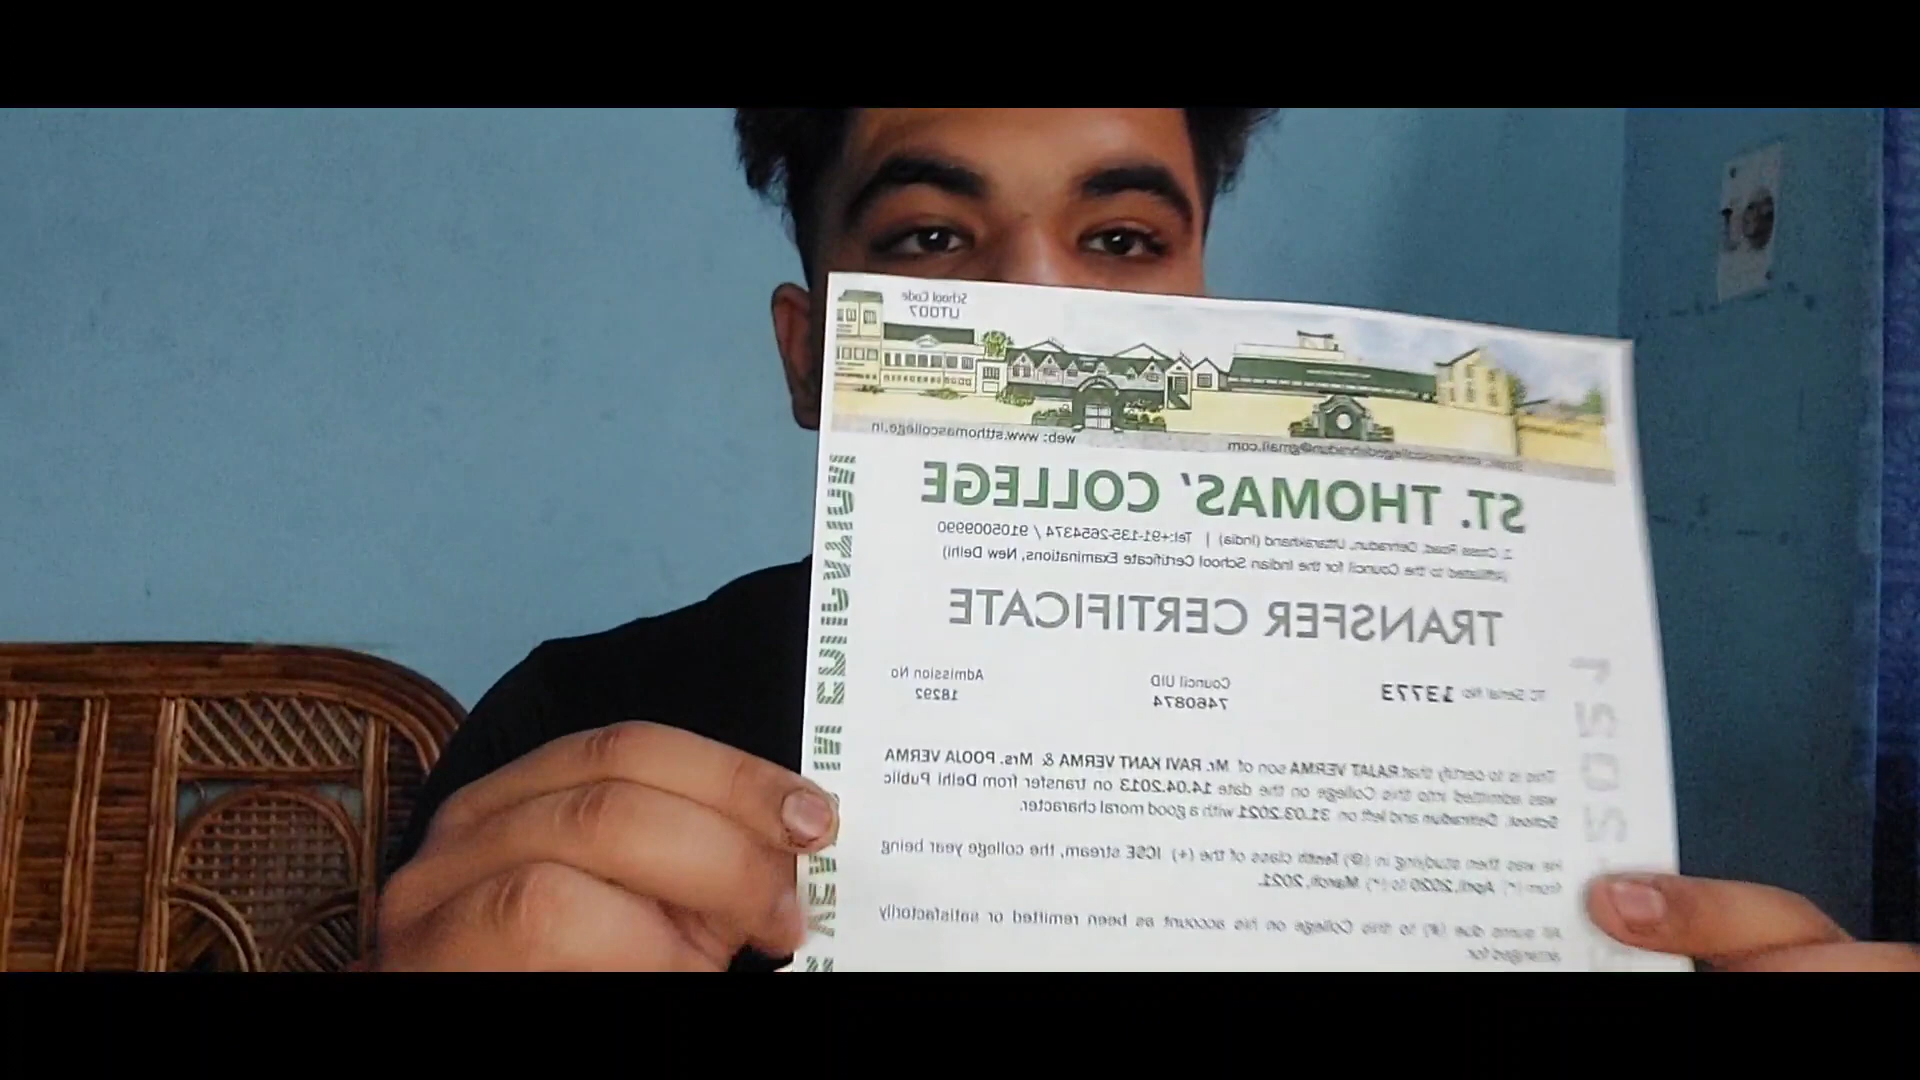 School Code
UT007
web: www.stthomascollege.in
Email: stthomascollegedehradun@gmail.com
ST. THOMAS' COLLEGE
2, Cross Road, Dehradun, Uttarakhand (India) | Tel:+91-135-2654374 / 910500990
(Affiliated to the Council for the Indian School Certificate Examinations, New Delhi)
TRANSFER CERTIFICATE
TC Serial No 13773
Council UID
7460874
Admission No
18292
This is to certify that RAJAT VERMA son of Mr. RAVI KANT VERMA & Mrs. POOJA VERMA
was admitted into this College on the date 14.04.2013 on transfer from Delhi Public
School, Dehradun and left on 31.03.2021 with a good moral character.
He was then studying in (@) Tenth class of the (+) ICSE stream, the college year being
from (*) April, 2020 to (*) March, 2021.
All sums due (#) to this College on his account as been remitted or satisfactorily
arranged for.